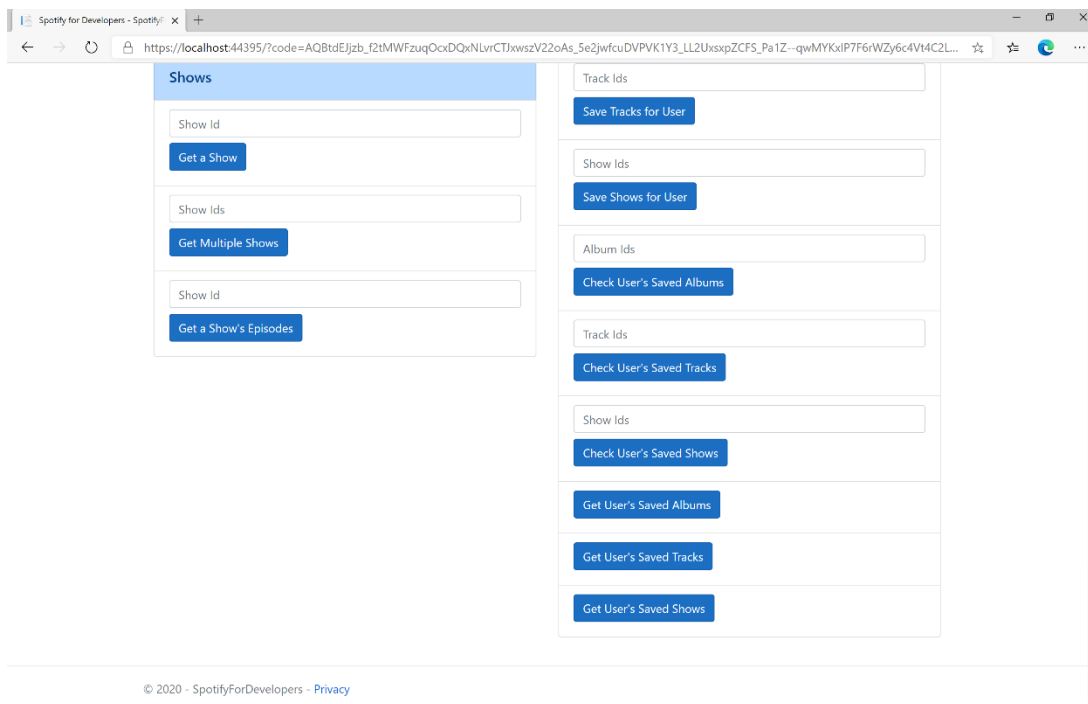 Spotify for Developers - Spotify
https://localhost:44395/?code=AQBtdEJjzb_f2tMWFzuqOcxDQxNLvrCTJxwszV22oAs_5e2jwfcuDVPVK1Y3_LL2UxsxpZCFS_Pa1Z--qwMYKxIP7F6rWZy6c4Vt4C2L...
Shows
Show Id
Get a Show
Show Ids
Get Multiple Shows
Show Id
Get a Show's Episodes
Track Ids
Save Tracks for User
Show Ids
Save Shows for User
Album Ids
Check User's Saved Albums
Track Ids
Check User's Saved Tracks
Show Ids
Check User's Saved Shows
Get User's Saved Albums
Get User's Saved Tracks
Get User's Saved Shows
© 2020 - SpotifyForDevelopers - Privacy